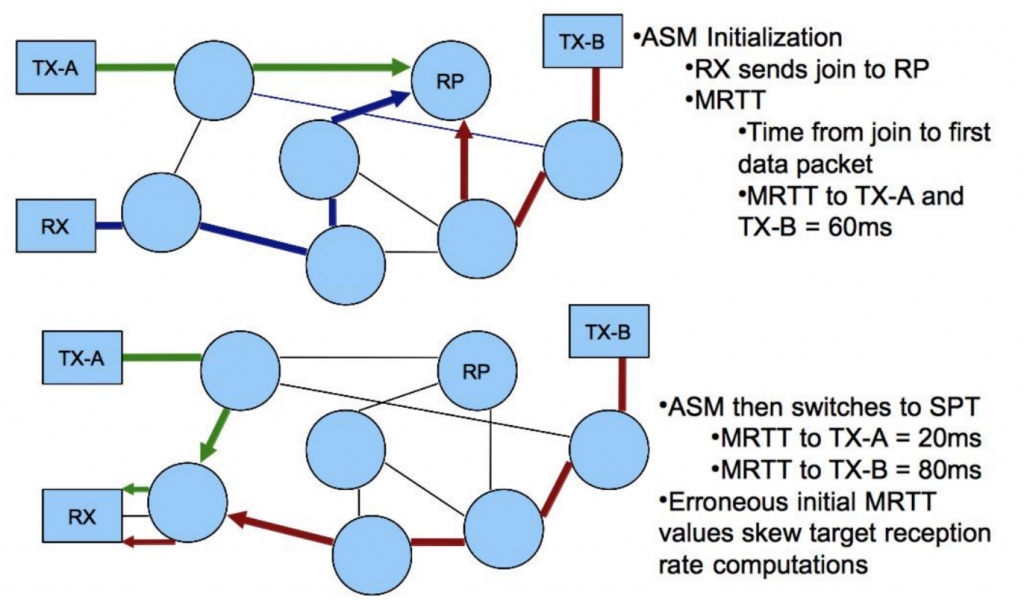 TX-A
RP
TX-B
RX
•ASM Initialization
•RX sends join to RP
•MRTT
•Time from join to first
data packet
•MRTT to TX-A and
TX-B = 60ms
TX-A
RP
TX-B
RX
•ASM then switches to SPT
•MRTT to TX-A = 20ms
•MRTT to TX-B = 80ms
•Erroneous initial MRTT
values skew target reception
rate computations